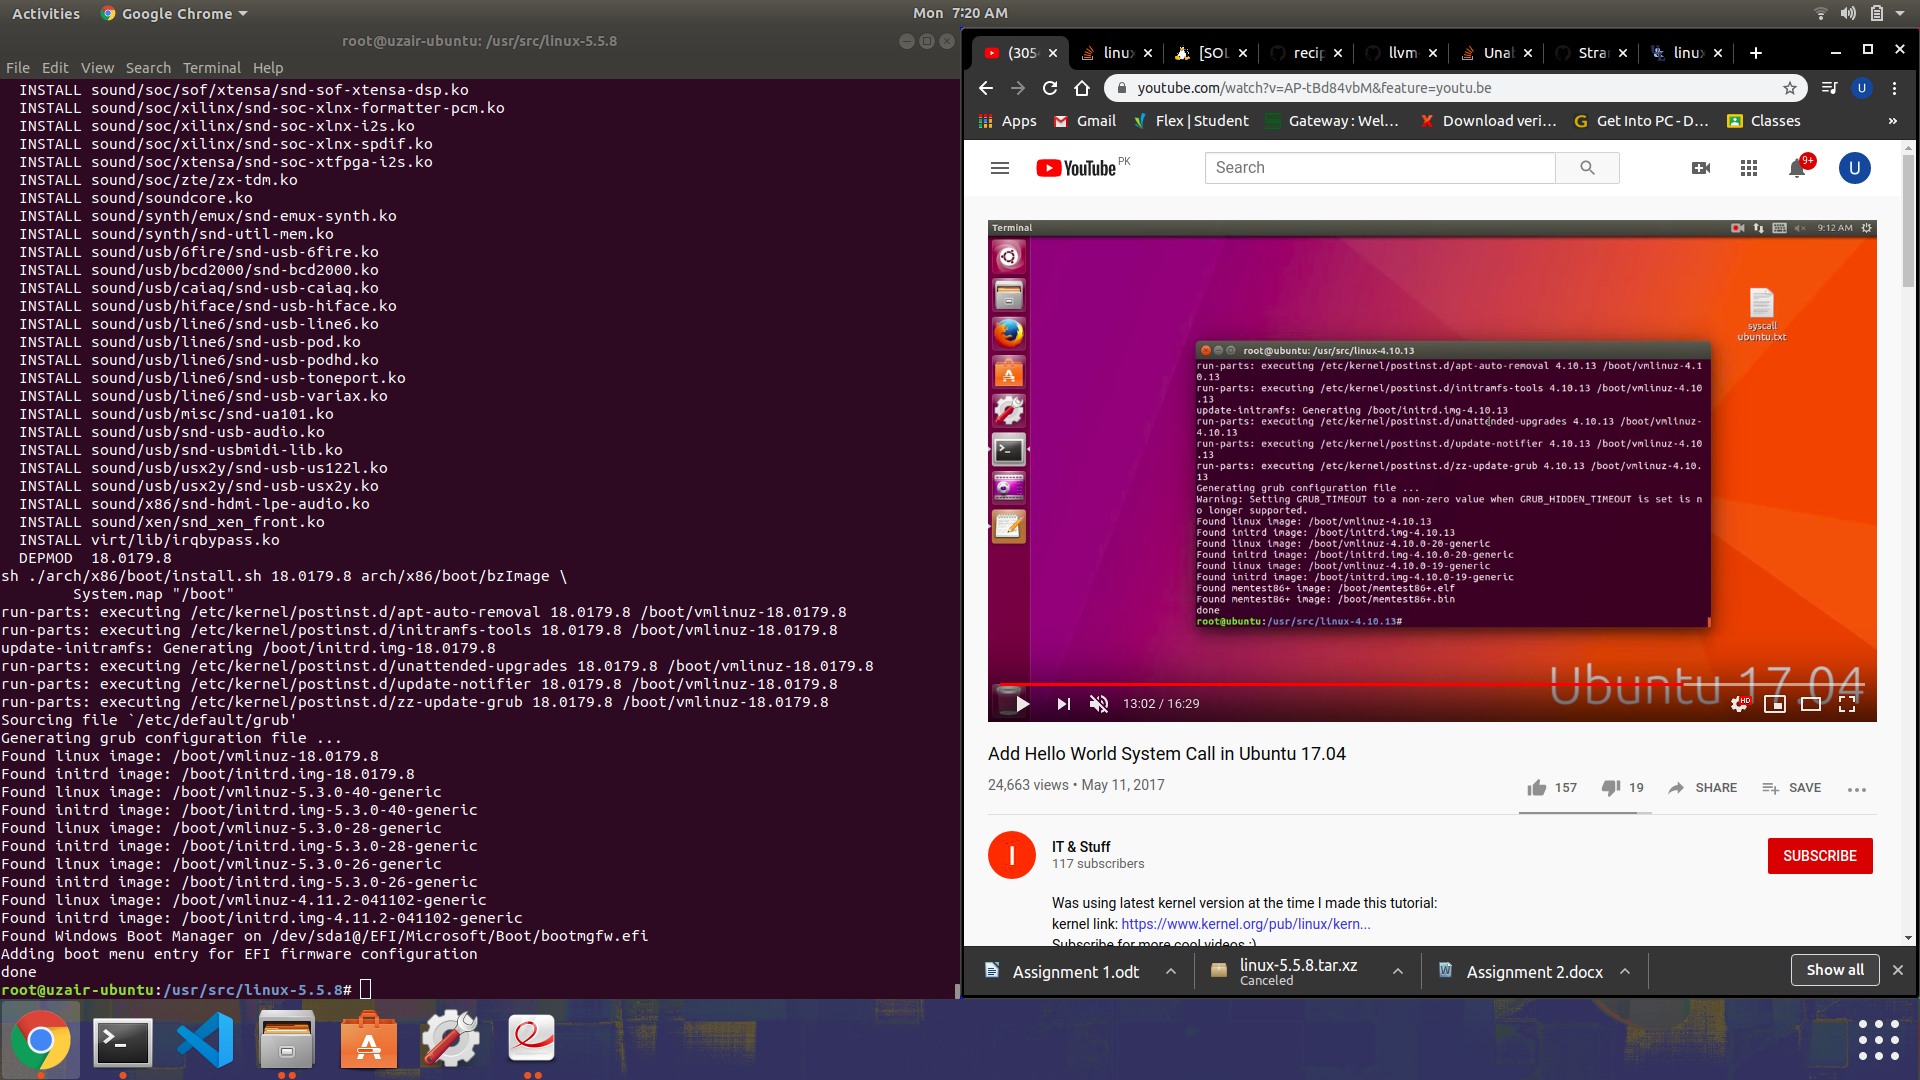 Activities Google Chrome Mon 7:20 AM
root@uzair-ubuntu: /usr/src/linux-5.5.8
File Edit View Search Terminal Help
INSTALL sound/soc/sof/xtensa/snd-sof-xtensa-dsp.ko
INSTALL sound/soc/xilinx/snd-soc-xlnx-formatter-pcm.ko
INSTALL sound/soc/xilinx/snd-soc-xlnx-i2s.ko
INSTALL sound/soc/xilinx/snd-soc-xlnx-spdif.ko
INSTALL sound/soc/xtensa/snd-soc-xtfpga-i2s.ko
INSTALL sound/soc/zte/zx-tdm.ko
INSTALL sound/soundcore.ko
INSTALL sound/synth/emux/snd-emux-synth.ko
INSTALL sound/synth/snd-util-mem.ko
INSTALL sound/usb/6fire/snd-usb-6fire.ko
INSTALL sound/usb/bcd2000/snd-bcd2000.ko
INSTALL sound/usb/caiaq/snd-usb-caiaq.ko
INSTALL sound/usb/hiface/snd-usb-hiface.ko
INSTALL sound/usb/line6/snd-usb-line6.ko
INSTALL sound/usb/line6/snd-usb-pod.ko
INSTALL sound/usb/line6/snd-usb-podhd.ko
INSTALL sound/usb/line6/snd-usb-toneport.ko
INSTALL sound/usb/line6/snd-usb-variax.ko
INSTALL sound/usb/misc/snd-ua101.ko
INSTALL sound/usb/snd-usb-audio.ko
INSTALL sound/usb/snd-usbmidi-lib.ko
INSTALL sound/usb/usx2y/snd-usb-us122l.ko
INSTALL sound/usb/usx2y/snd-usb-usx2y.ko
INSTALL sound/x86/snd-hdmi-lpe-audio.ko
INSTALL sound/xen/snd_xen_front.ko
INSTALL virt/lib/irqbypass.ko
DEPMOD 18.0179.8
sh ./arch/x86/boot/install.sh 18.0179.8 arch/x86/boot/bzImage \
System.map "/boot"
run-parts: executing /etc/kernel/postinst.d/apt-auto-removal 18.0179.8 /boot/vmlinuz-18.0179.8
run-parts: executing /etc/kernel/postinst.d/initramfs-tools 18.0179.8 /boot/vmlinuz-18.0179.8
update-initramfs: Generating /boot/initrd.img-18.0179.8
run-parts: executing /etc/kernel/postinst.d/unattended-upgrades 18.0179.8 /boot/vmlinuz-18.0179.8
run-parts: executing /etc/kernel/postinst.d/update-notifier 18.0179.8 /boot/vmlinuz-18.0179.8
run-parts: executing /etc/kernel/postinst.d/zz-update-grub 18.0179.8 /boot/vmlinuz-18.0179.8
Sourcing file `/etc/default/grub'
Generating grub configuration file ...
Found linux image: /boot/vmlinuz-18.0179.8
Found initrd image: /boot/initrd.img-18.0179.8
Found linux image: /boot/vmlinuz-5.3.0-40-generic
Found initrd image: /boot/initrd.img-5.3.0-40-generic
Found linux image: /boot/vmlinuz-5.3.0-28-generic
Found initrd image: /boot/initrd.img-5.3.0-28-generic
Found linux image: /boot/vmlinuz-5.3.0-26-generic
Found initrd image: /boot/initrd.img-5.3.0-26-generic
Found linux image: /boot/vmlinuz-4.11.2-041102-generic
Found initrd image: /boot/initrd.img-4.11.2-041102-generic
Found Windows Boot Manager on /dev/sda1@/EFI/Microsoft/Boot/bootmgfw.efi
Adding boot menu entry for EFI firmware configuration
done
root@uzair-ubuntu:/usr/src/linux-5.5.8#
(305 linux [SOL recip llvm Unab Stra linux
youtube.com/watch?v=AP-tBd84vbM&feature=youtu.be U
Apps Gmail Flex | Student Gateway : Wel... Download veri... Get Into PC - D... Classes »
YouTube PK Search 9+ U
Terminal 9:12 AM
syscall
ubuntu.txt
root@ubuntu: /usr/src/linux-4.10.13
run-parts: executing /etc/kernel/postinst.d/apt-auto-removal 4.10.13 /boot/vmlinuz-4.1
0.13
run-parts: executing /etc/kernel/postinst.d/initramfs-tools 4.10.13 /boot/vmlinuz-4.10
.13
update-initramfs: Generating /boot/initrd.img-4.10.13
run-parts: executing /etc/kernel/postinst.d/unattended-upgrades 4.10.13 /boot/vmlinuz-
4.10.13
run-parts: executing /etc/kernel/postinst.d/update-notifier 4.10.13 /boot/vmlinuz-4.10
.13
run-parts: executing /etc/kernel/postinst.d/zz-update-grub 4.10.13 /boot/vmlinuz-4.10.
13
Generating grub configuration file ...
Warning: Setting GRUB_TIMEOUT to a non-zero value when GRUB_HIDDEN_TIMEOUT is set is n
o longer supported.
Found linux image: /boot/vmlinuz-4.10.13
Found initrd image: /boot/initrd.img-4.10.13
Found linux image: /boot/vmlinuz-4.10.0-20-generic
Found initrd image: /boot/initrd.img-4.10.0-20-generic
Found linux image: /boot/vmlinuz-4.10.0-19-generic
Found initrd image: /boot/initrd.img-4.10.0-19-generic
Found memtest86+ image: /boot/memtest86+.elf
Found memtest86+ image: /boot/memtest86+.bin
done
root@ubuntu:/usr/src/linux-4.10.13#
Ubuntu 17.04
13:02 / 16:29 HD
Add Hello World System Call in Ubuntu 17.04
24,663 views • May 11, 2017
157 19 SHARE SAVE
I
IT & Stuff
117 subscribers
SUBSCRIBE
Was using latest kernel version at the time I made this tutorial:
kernel link: https://www.kernel.org/pub/linux/kern...
Subscribe for more cool videos :)
Assignment 1.odt
linux-5.5.8.tar.xz
Canceled
Assignment 2.docx
Show all